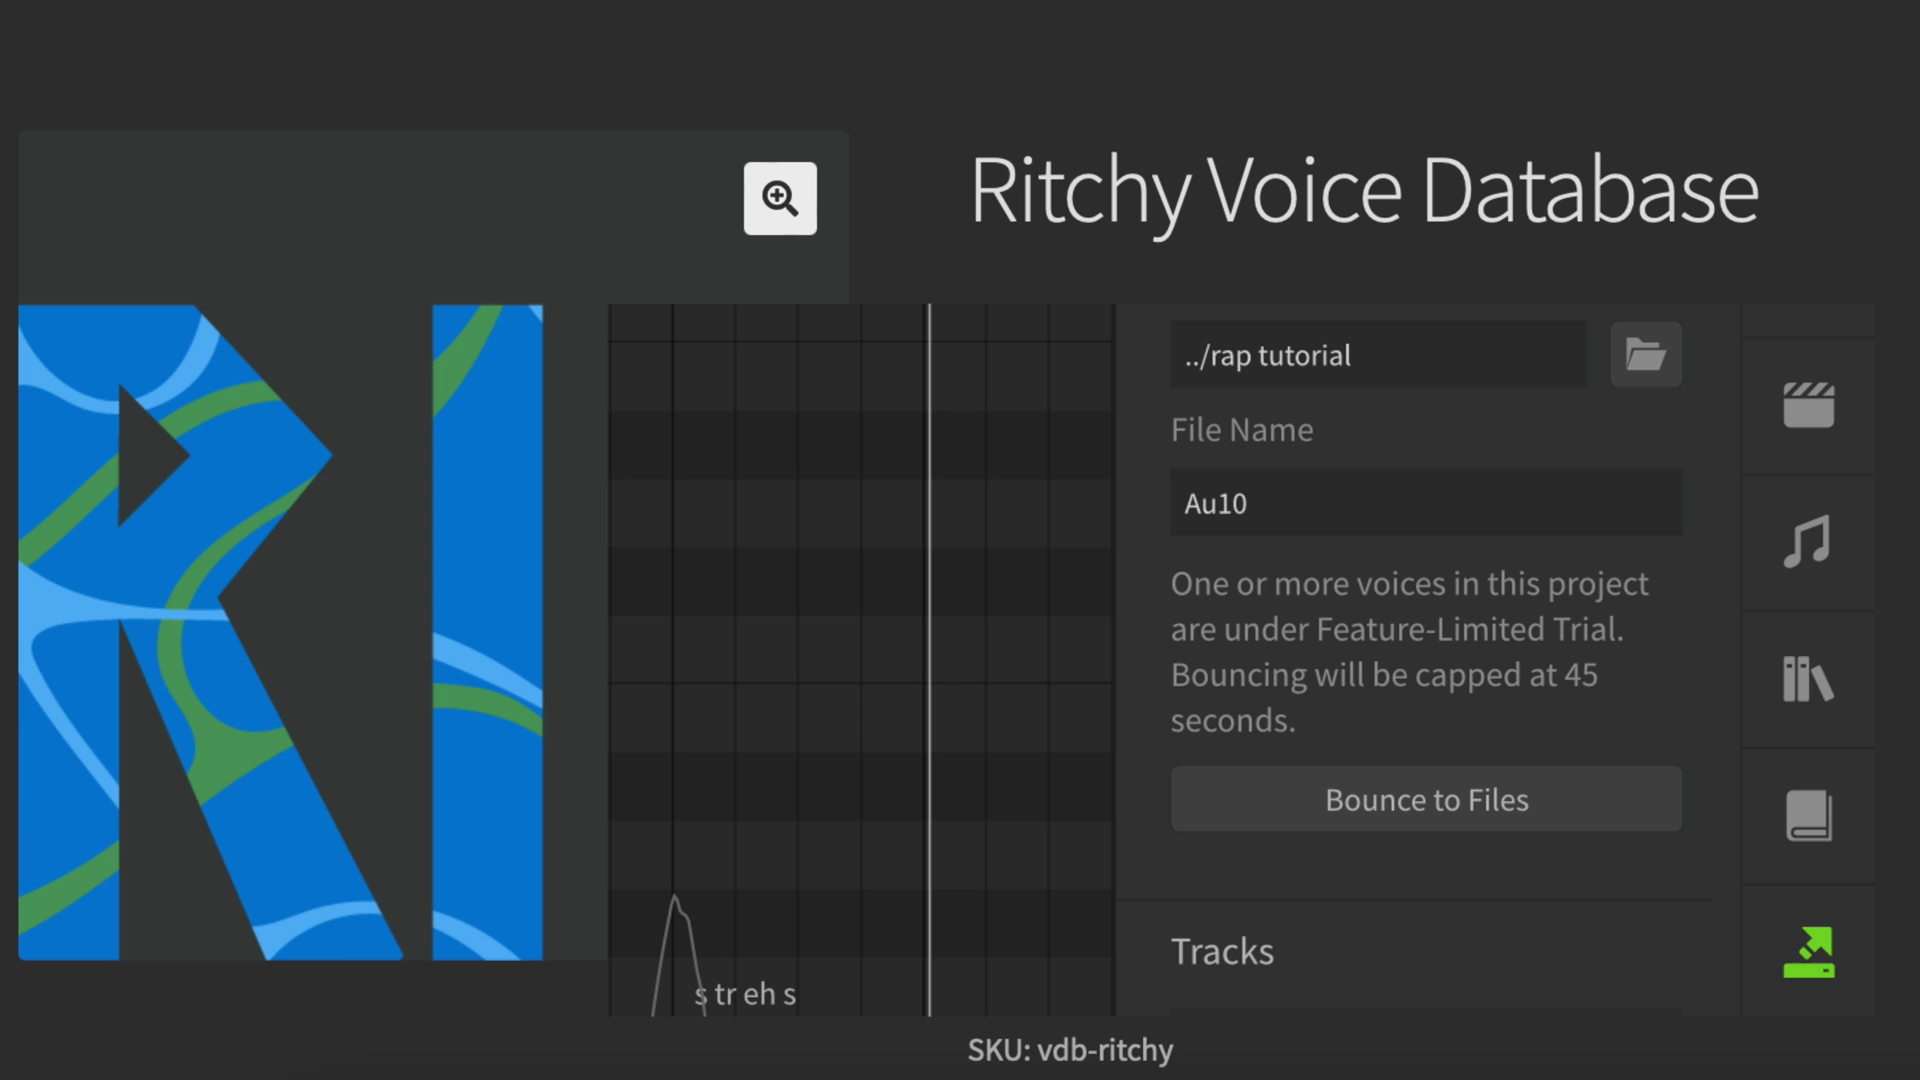 Ritchy Voice Database
RI
../rap tutorial
File Name
Au10
One or more voices in this project
are under Feature-Limited Trial.
Bouncing will be capped at 45
seconds.
Bounce to Files
Tracks
s tr eh s
SKU: vdb-ritchy